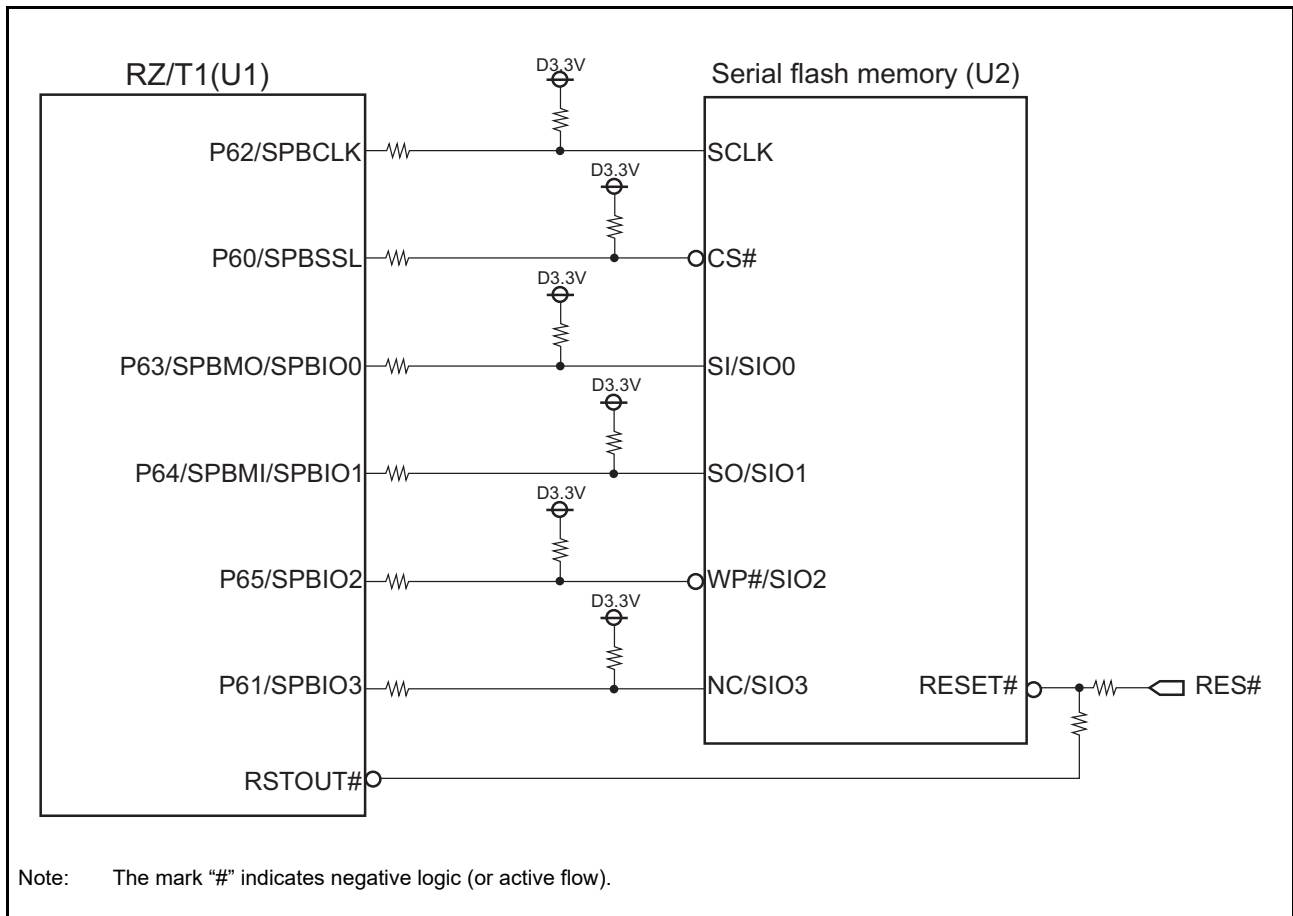 RZ/T1(U1)
Serial flash memory (U2)
D3.3V
P62/SPBCLK
SCLK
D3.3V
P60/SPBSSL
CS#
D3.3V
P63/SPBMO/SPBIO0
SI/SIO0
D3.3V
P64/SPBMI/SPBIO1
SO/SIO1
D3.3V
P65/SPBIO2
WP#/SIO2
D3.3V
P61/SPBIO3
NC/SIO3
RESET#
RES#
RSTOUT#
Note: The mark “#” indicates negative logic (or active flow).